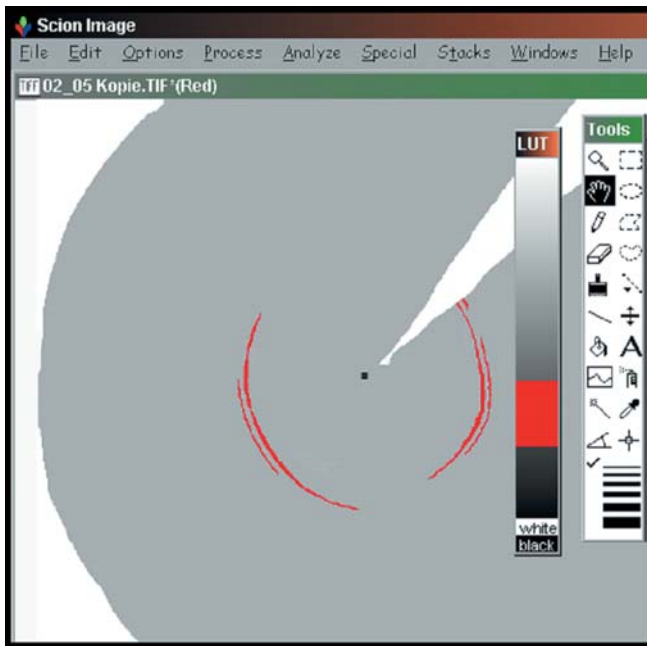 Scion Image
File Edit Options Process Analyze Special Stacks Windows Help
Tiff 02_05 Kopie.TIF*(Red)
LUT
Tools
A
white
black